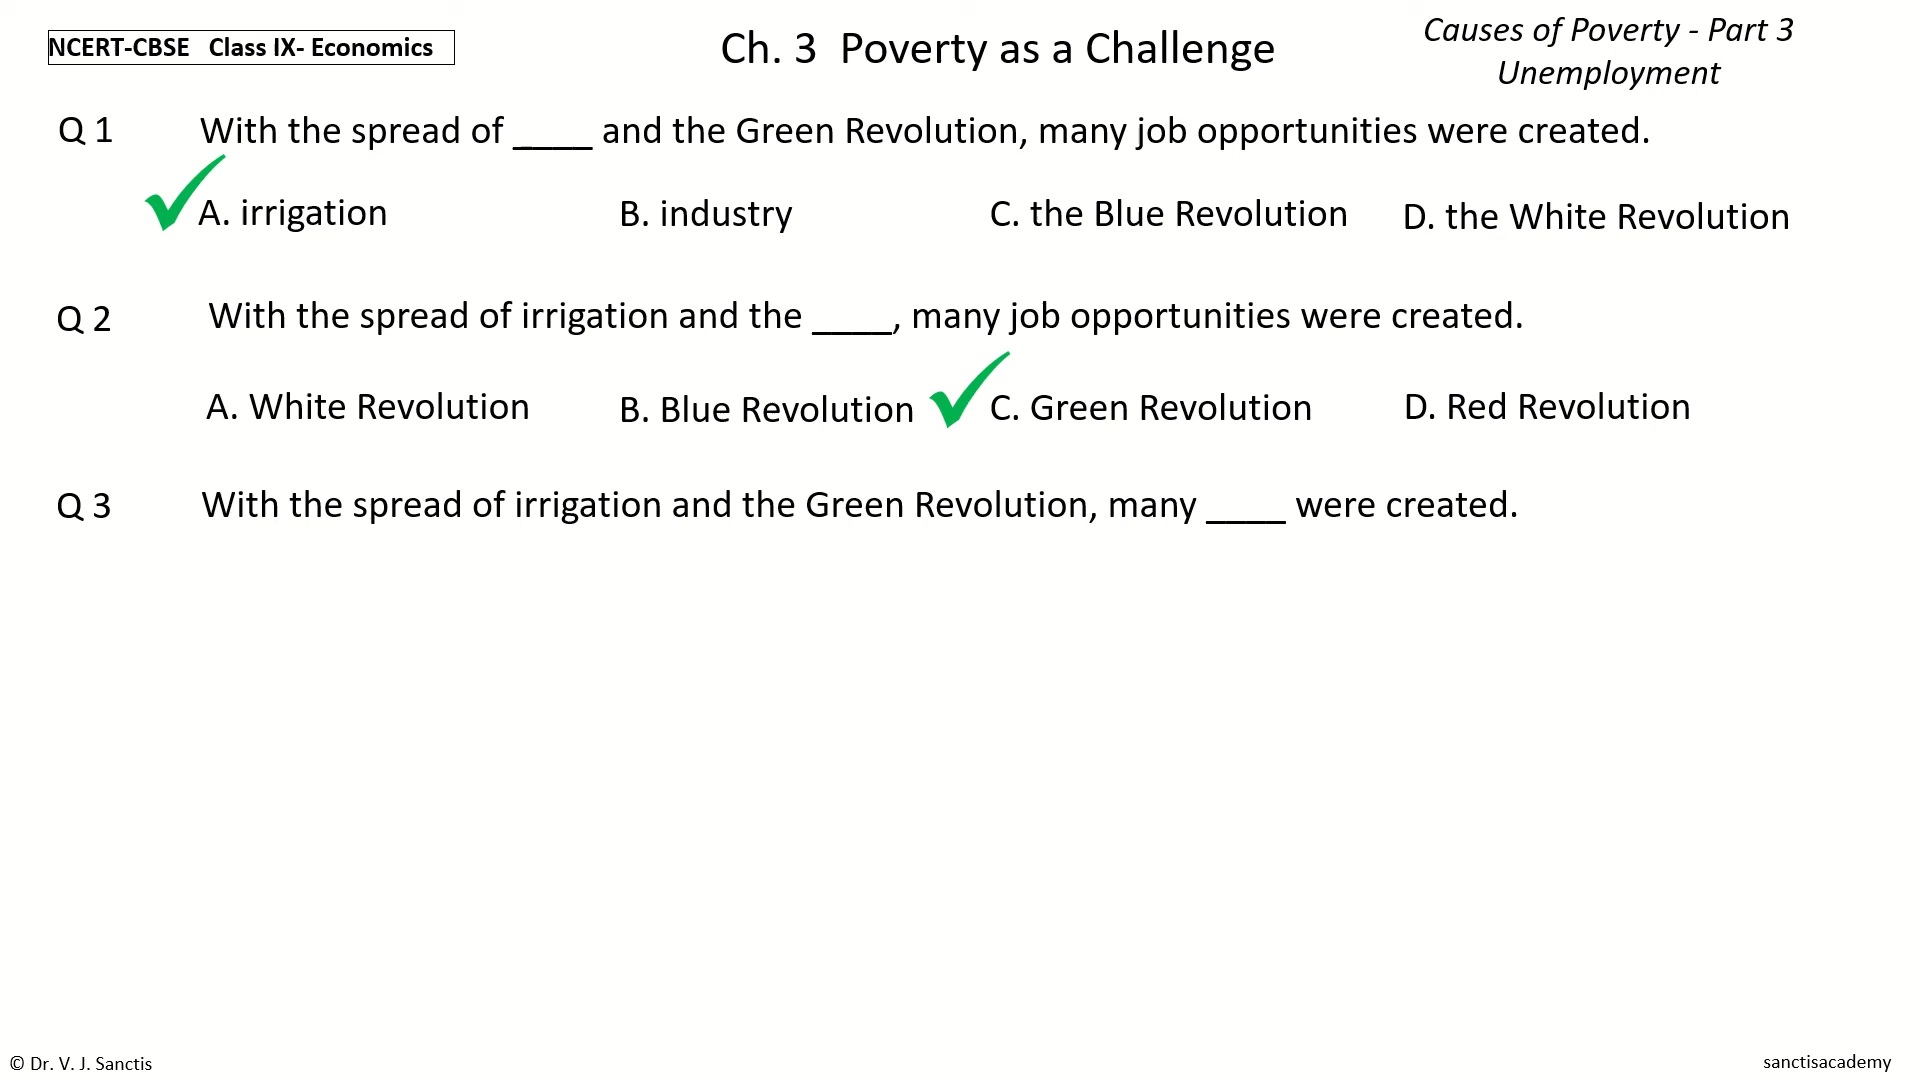 NCERT-CBSE Class IX- Economics
Ch. 3 Poverty as a Challenge
Causes of Poverty - Part 3
Unemployment
Q 1 With the spread of ____ and the Green Revolution, many job opportunities were created.
A. irrigation B. industry C. the Blue Revolution D. the White Revolution
Q 2 With the spread of irrigation and the ____, many job opportunities were created.
A. White Revolution B. Blue Revolution C. Green Revolution D. Red Revolution
Q 3 With the spread of irrigation and the Green Revolution, many ____ were created.
© Dr. V. J. Sanctis
sanctisacademy